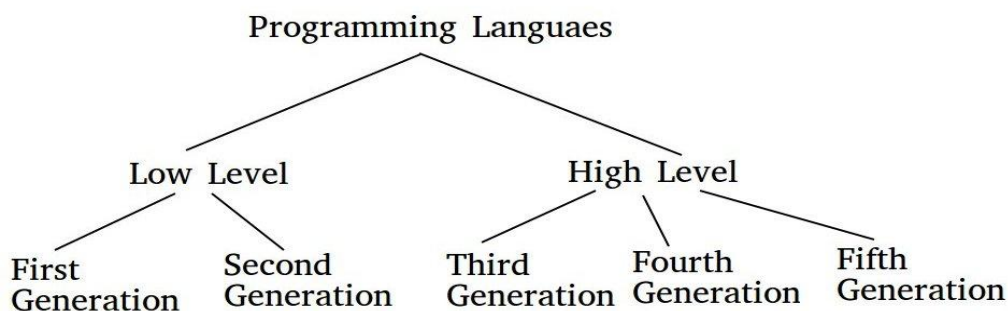 Programming Languaes
Low Level
High Level
First
Generation
Second
Generation
Third
Generation
Fourth
Generation
Fifth
Generation